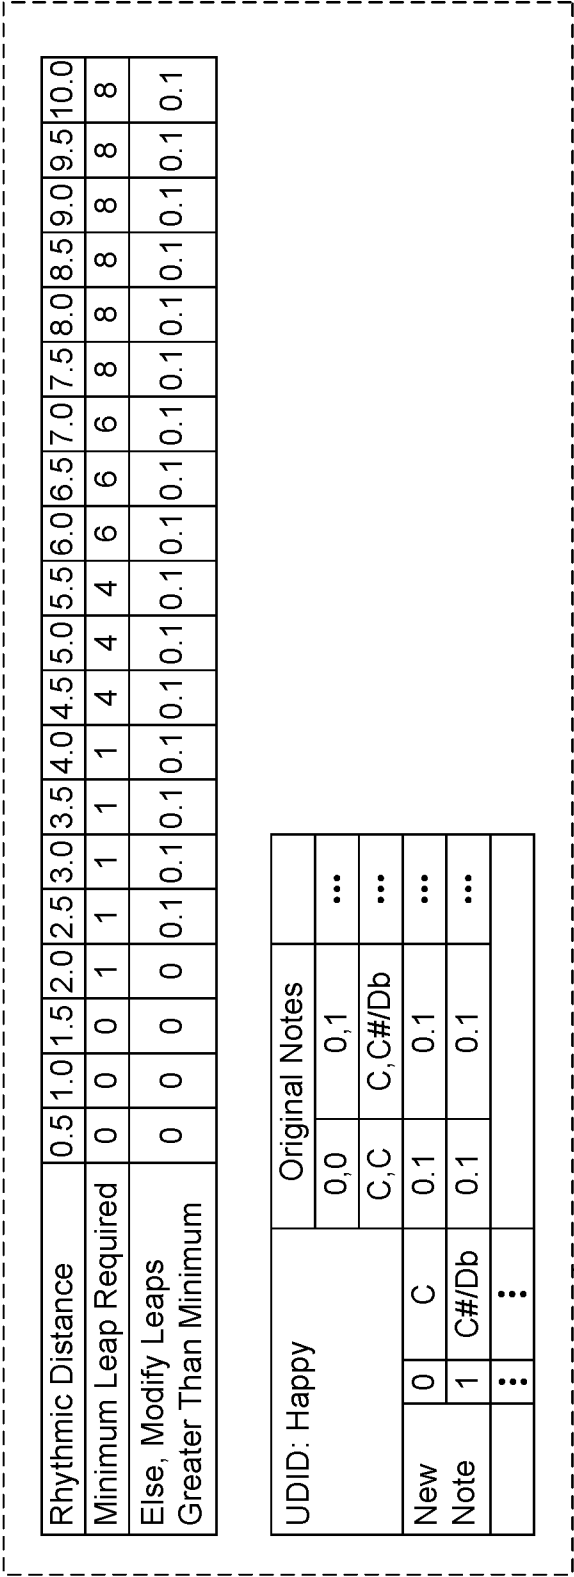 Rhythmic Distance 0.5 1.0 1.5 2.0 2.5 3.0 3.5 4.0 4.5 5.0 5.5 6.0 6.5 7.0 7.5 8.0 8.5 9.0 9.5 10.0
Minimum Leap Required 0 0 0 1 1 1 1 1 4 4 4 6 6 6 8 8 8 8 8 8
Else, Modify Leaps
Greater Than Minimum 0 0 0 0 0.1 0.1 0.1 0.1 0.1 0.1 0.1 0.1 0.1 0.1 0.1 0.1 0.1 0.1 0.1 0.1
UDID: Happy Original Notes
0,0 0,1 ...
C,C C,C#/Db ...
New 0 C 0.1 0.1 ...
Note 1 C#/Db 0.1 0.1 ...
⋮ ⋮